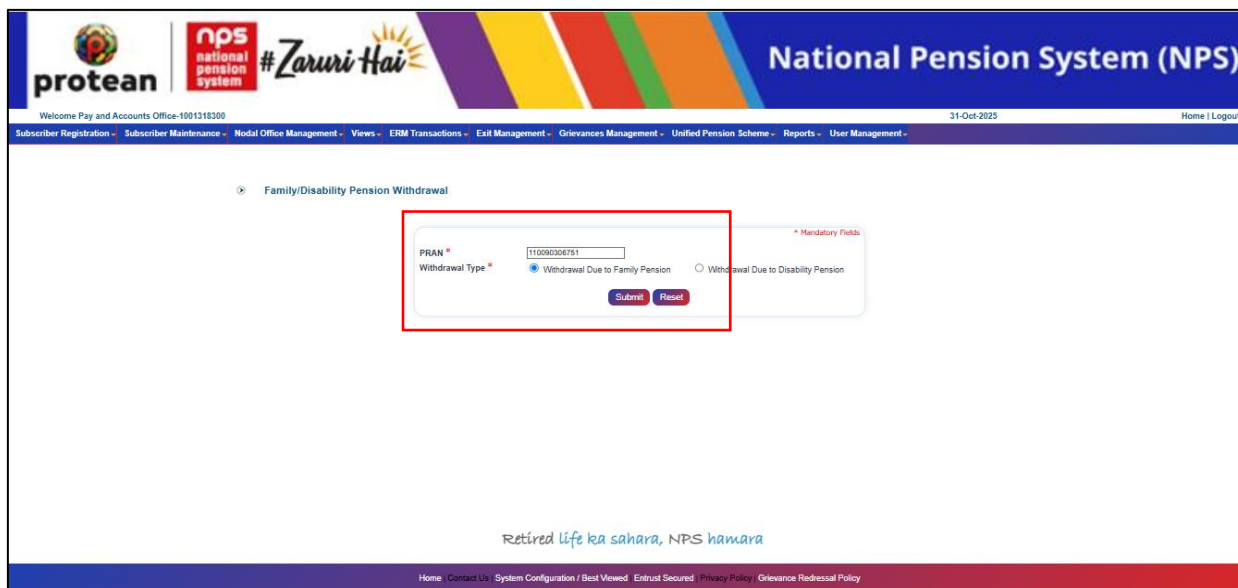 protean
nps
national
pension
system
#Zaruri Hai
National Pension System (NPS)
Welcome Pay and Accounts Office-1001318300
31-Oct-2025
Home | Logout
Subscriber Registration Subscriber Maintenance Nodal Office Management Views ERM Transactions Exit Management Grievances Management Unified Pension Scheme Reports User Management
Family/Disability Pension Withdrawal
* Mandatory Fields
PRAN * 110090306751
Withdrawal Type * Withdrawal Due to Family Pension Withdrawal Due to Disability Pension
Submit Reset
Retired life ka sahara, NPS hamara
Home | Contact Us | System Configuration / Best Viewed | Entrust Secured | Privacy Policy | Grievance Redressal Policy